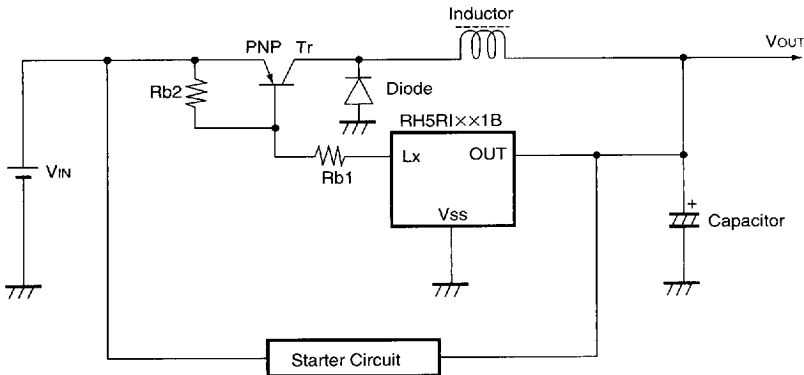 Inductor
PNP Tr
VOUT
Rb2
Diode
RH5RI××1B
Lx OUT
VIN
Rb1
Vss
+
Capacitor
Starter Circuit